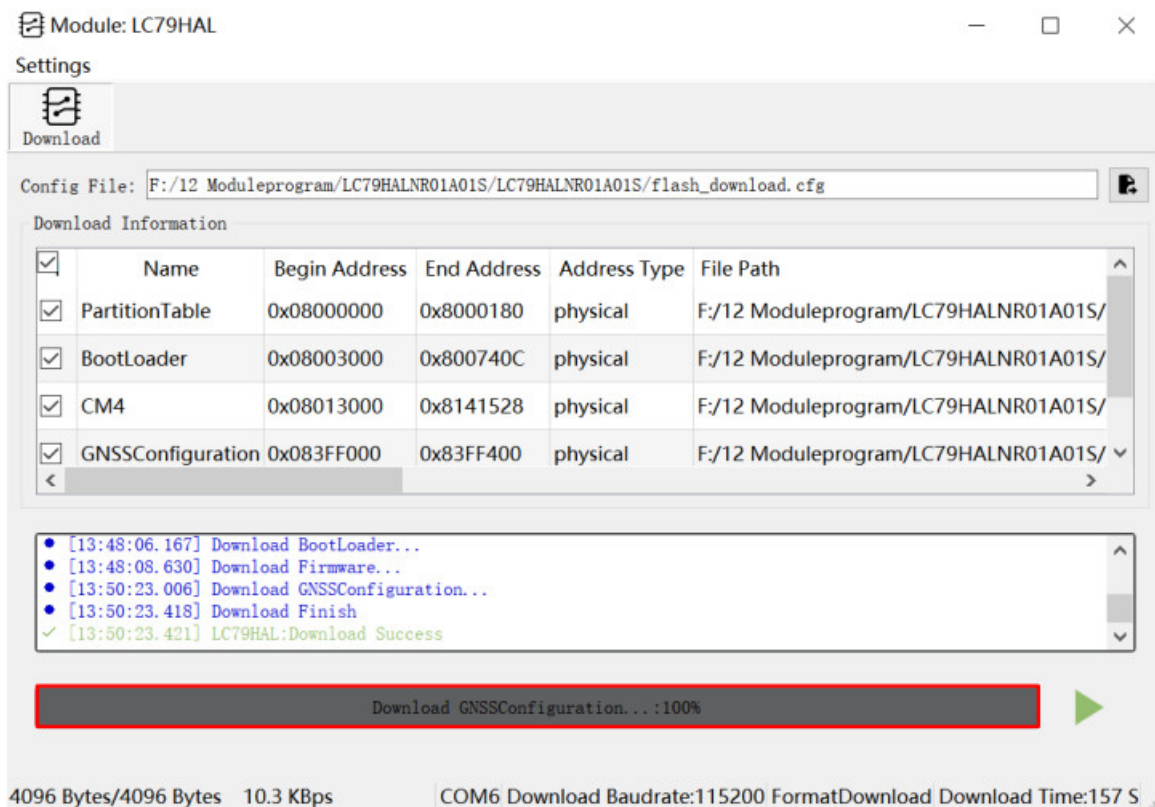 Module: LC79HAL
Settings
Download
Config File: F:/12 Moduleprogram/LC79HALNR01A01S/LC79HALNR01A01S/flash_download.cfg
Download Information
Name Begin Address End Address Address Type File Path
PartitionTable 0x08000000 0x8000180 physical F:/12 Moduleprogram/LC79HALNR01A01S/
BootLoader 0x08003000 0x800740C physical F:/12 Moduleprogram/LC79HALNR01A01S/
CM4 0x08013000 0x8141528 physical F:/12 Moduleprogram/LC79HALNR01A01S/
GNSSConfiguration 0x083FF000 0x83FF400 physical F:/12 Moduleprogram/LC79HALNR01A01S/
[13:48:06.167] Download BootLoader...
[13:48:08.630] Download Firmware...
[13:50:23.006] Download GNSSConfiguration...
[13:50:23.418] Download Finish
[13:50:23.421] LC79HAL:Download Success
Download GNSSConfiguration...:100%
4096 Bytes/4096 Bytes 10.3 KBps COM6 Download Baudrate:115200 FormatDownload Download Time:157 S